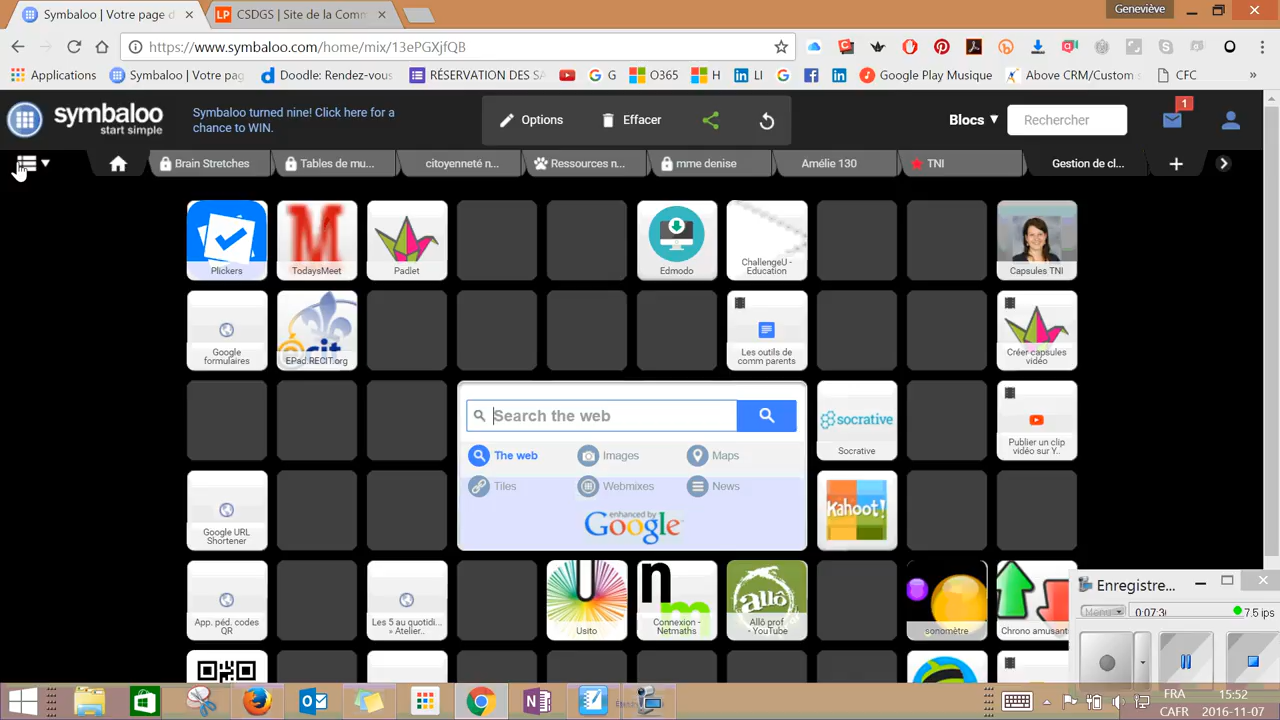 Symbaloo | Votre page d
CSDGS | Site de la Comm
Geneviève
https://www.symbaloo.com/home/mix/13ePGXjfQB
Applications
Symbaloo | Votre pag
Doodle: Rendez-vous
RÉSERVATION DES SA
G
O365
H
LI
Google Play Musique
Above CRM/Custom s
CFC
»
symbaloo
start simple
Symbaloo turned nine! Click here for a
chance to WIN.
Options
Effacer
Blocs
Rechercher
1
Brain Stretches
Tables de mu...
citoyenneté n...
Ressources n...
mme denise
Amélie 130
TNI
Gestion de cl...
Plickers
TodaysMeet
Padlet
Edmodo
ChallengeU -
Education
Capsules TNI
Google
formulaires
EPad.RECIT.org
Les outils de
comm parents
Créer capsules
vidéo
Search the web
The web
Images
Maps
Tiles
Webmixes
News
enhanced by
Google
socrative
Socrative
Publier un clip
vidéo sur Y..
Google URL
Shortener
Kahoot!
App. péd. codes
QR
Les 5 au quotidi...
» Atelier..
Usito
nm
Connexion -
Netmaths
Allô prof
Allô prof
- YouTube
sonomètre
Chrono amusant
Enregistre...
Menu
0:07:3
7.5 ips
FRA
CAFR
15:52
2016-11-07